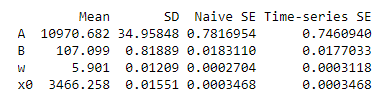 Mean SD Naive SE Time-series SE
A 10970.682 34.95848 0.7816954 0.7460940
B 107.099 0.81889 0.0183110 0.0177033
w 5.901 0.01209 0.0002704 0.0003118
x0 3466.258 0.01551 0.0003468 0.0003468